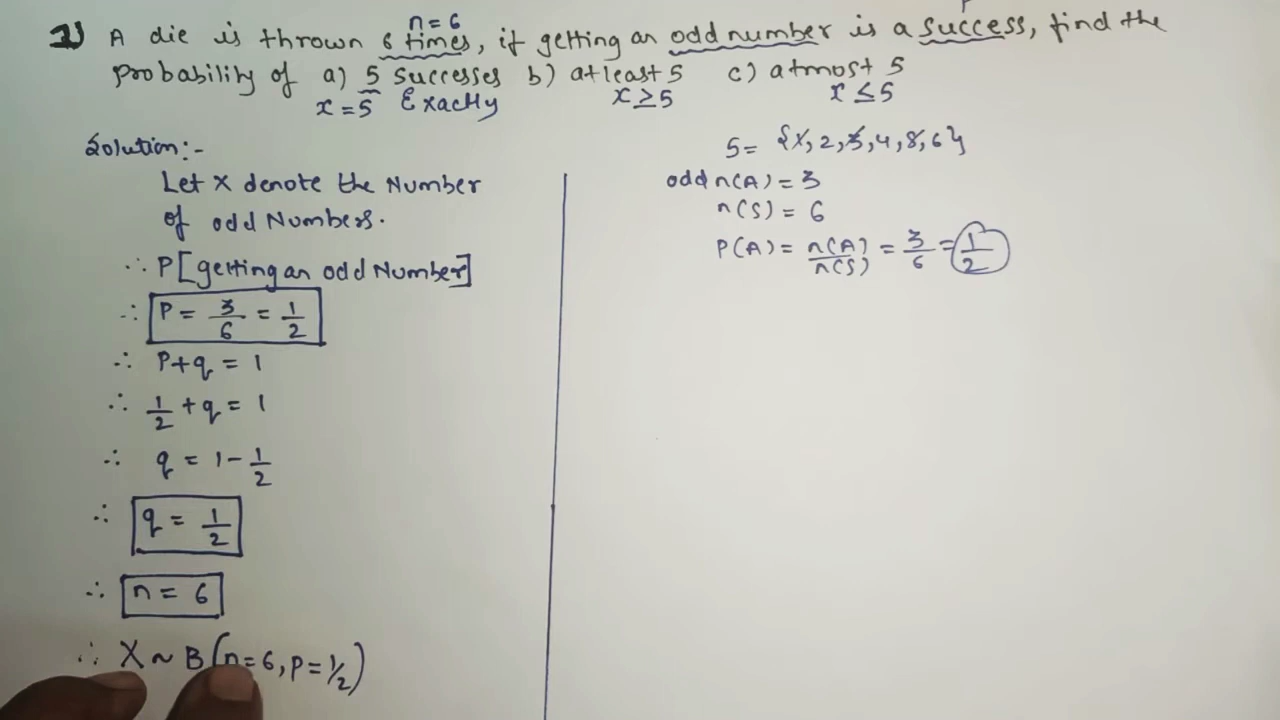 n=6
2) A die is thrown 6 times, if getting an odd number is a success, find the
probability of a) 5 successes b) atleast 5 c) atmost 5
x=5 Exactly x≥5 x≤5
Solution:-
Let X denote the Number
of odd Numbers.
∴ P[getting an odd Number]
∴ P = 3/6 = 1/2
∴ P+q = 1
∴ 1/2 + q = 1
∴ q = 1 - 1/2
∴ q = 1/2
∴ n = 6
∴ X ~ B(n=6, P=1/2)
S = {1, 2, 3, 4, 5, 6}
odd n(A) = 3
n(S) = 6
P(A) = n(A)/n(S) = 3/6 = 1/2